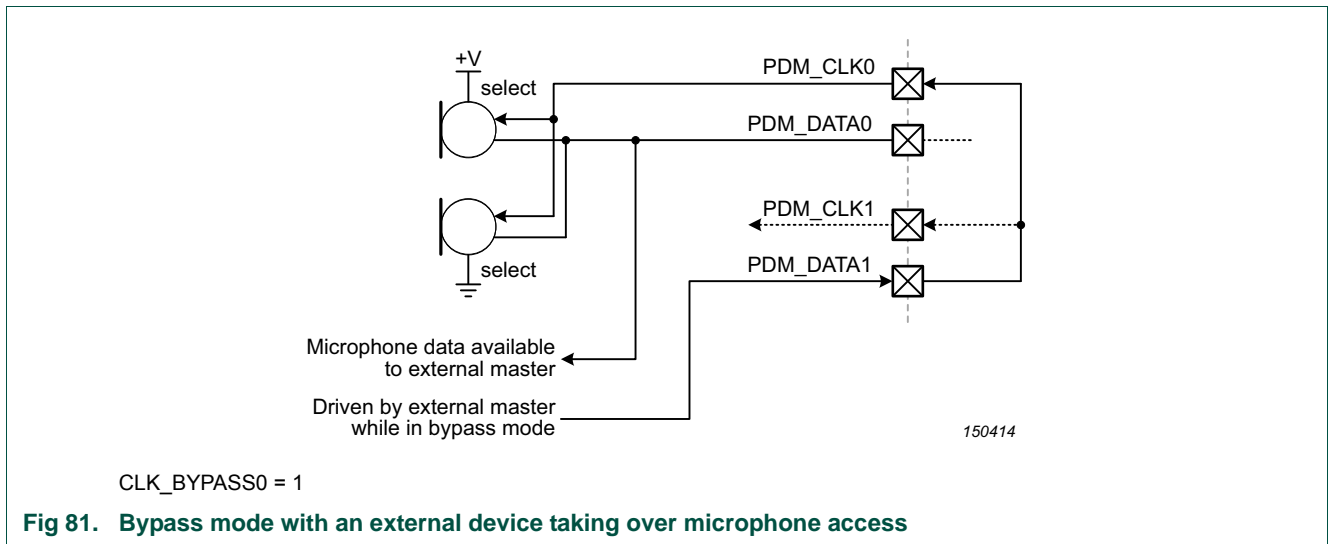 +V
select
PDM_CLK0
PDM_DATA0
PDM_CLK1
PDM_DATA1
select
Microphone data available
to external master
Driven by external master
while in bypass mode
150414
CLK_BYPASS0 = 1
Fig 81. Bypass mode with an external device taking over microphone access